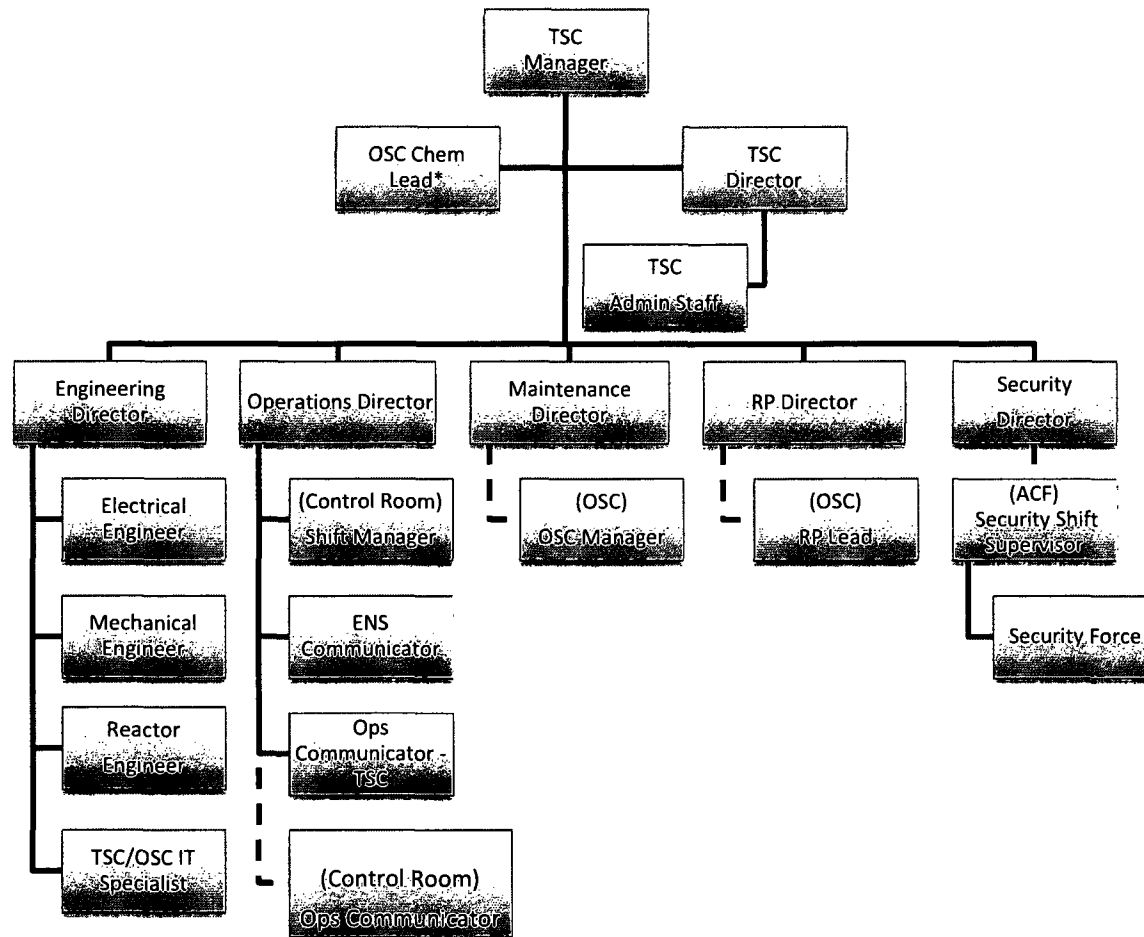 TSC
Manager
OSC Chem
Lead*
TSC
Director
TSC
Admin Staff
Engineering
Director
Operations Director
Maintenance
Director
RP Director
Security
Director
Electrical
Engineer
(Control Room)
Shift Manager
(OSC)
OSC Manager
(OSC)
RP Lead
(ACF)
Security Shift
Supervisor
Mechanical
Engineer
ENS
Communicator
Security Force
Reactor
Engineer
Ops
Communicator -
TSC
TSC/OSC IT
Specialist
(Control Room)
Ops Communicator